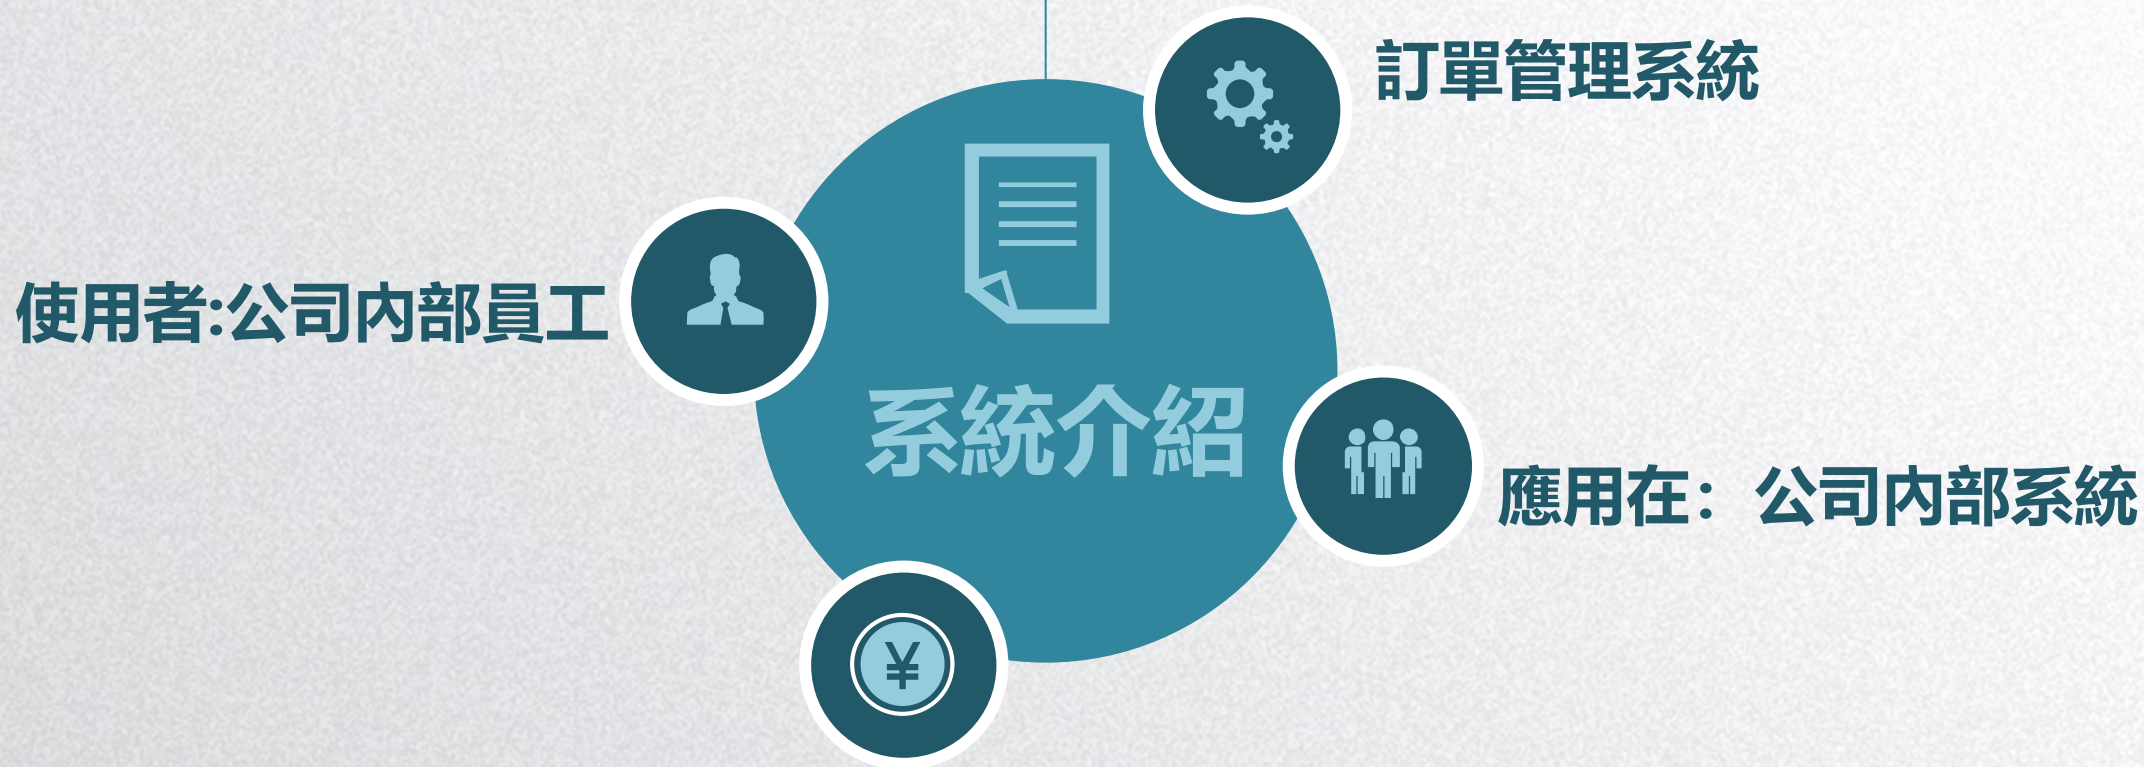 訂單管理系統
使用者:公司內部員工
系統介紹
應用在：公司內部系統
¥